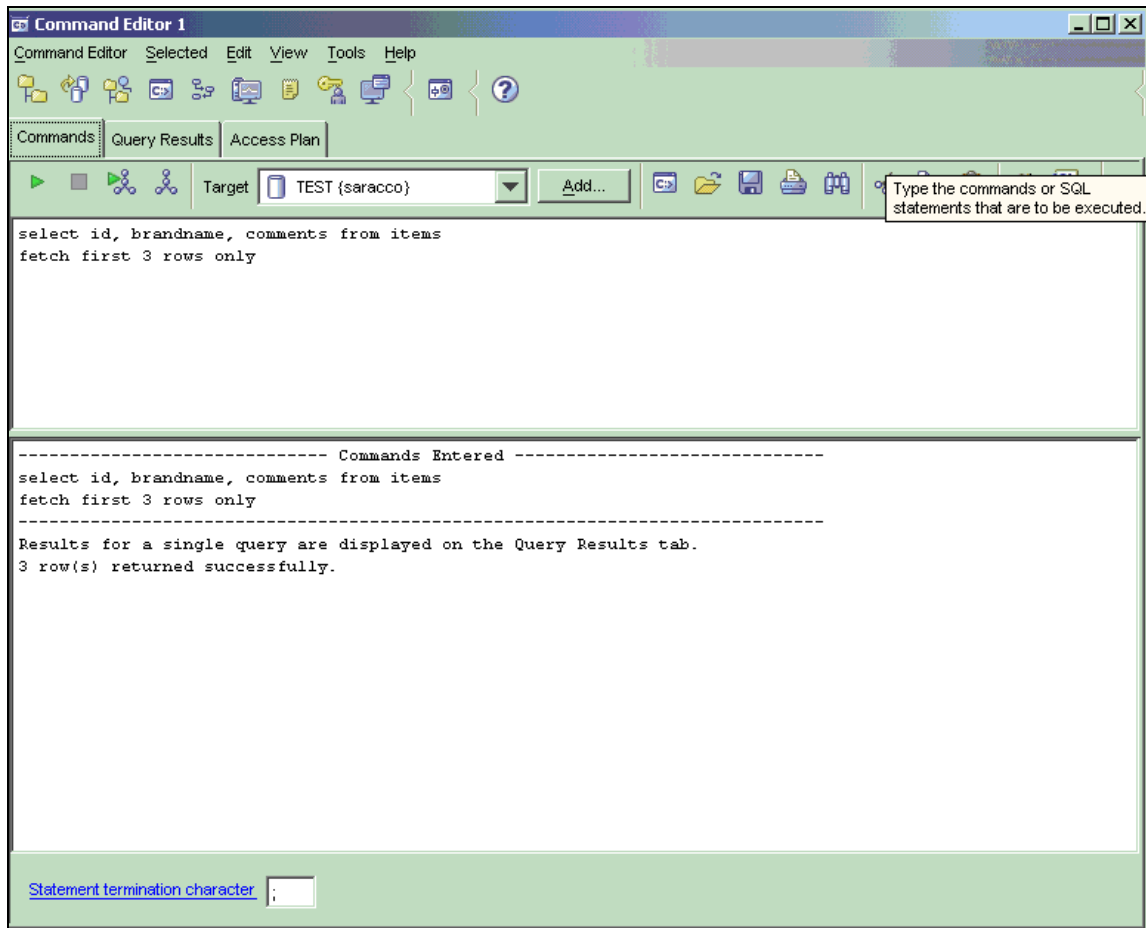 Command Editor 1
Command Editor Selected Edit View Tools Help
Commands Query Results Access Plan
Target TEST {saracco} Add...
Type the commands or SQL
statements that are to be executed.
select id, brandname, comments from items
fetch first 3 rows only
------------------------------ Commands Entered ------------------------------
select id, brandname, comments from items
fetch first 3 rows only
------------------------------------------------------------------------------
Results for a single query are displayed on the Query Results tab.
3 row(s) returned successfully.
Statement termination character ;